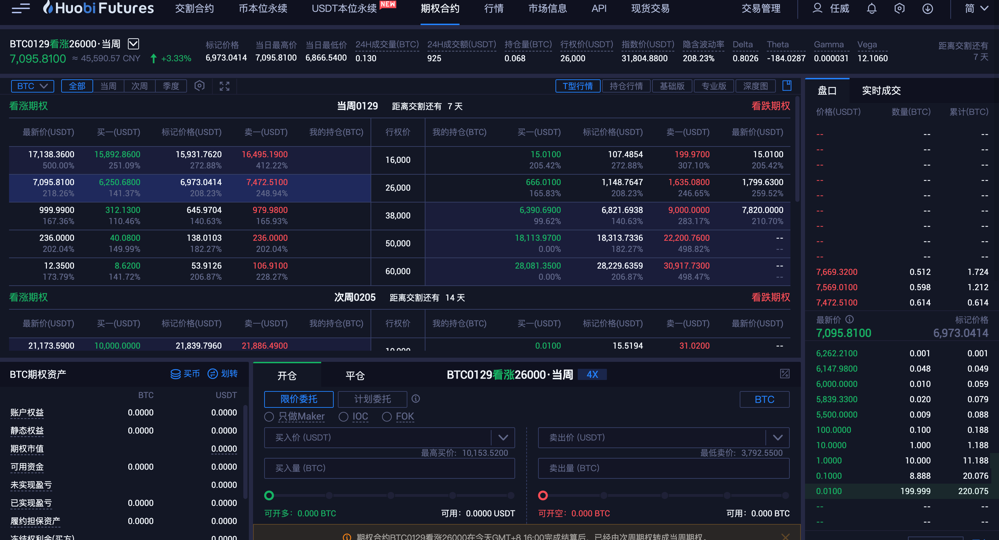 Huobi Futures 交割合约 币本位永续 USDT本位永续 NEW 期权合约 行情 市场信息 API 现货交易 交易管理 任威 简
BTC0129看涨26000·当周
7,095.8100 ≈ 45,590.57 CNY +3.33%
标记价格 当日最高价 当日最低价 24H成交量(BTC) 24H成交额(USDT) 持仓量(BTC) 行权价(USDT) 指数价(USDT) 隐含波动率 Delta Theta Gamma Vega 距离交割还有
6,973.0414 7,095.8100 6,866.5400 0.130 925 0.068 26,000 31,804.8800 208.23% 0.8026 -184.0287 0.000031 12.1060 7 天
BTC 全部 当周 次周 季度 T型行情 持仓行情 基础版 专业版 深度图
看涨期权 当周0129 距离交割还有 7 天 看跌期权
最新价(USDT) 买一(USDT) 标记价格(USDT) 卖一(USDT) 我的持仓(BTC) 行权价 我的持仓(BTC) 买一(USDT) 标记价格(USDT) 卖一(USDT) 最新价(USDT)
17,138.3600 15,892.8600 15,931.7620 16,495.1900 16,000 15.0100 107.4854 199.9700 15.0100
500.00% 251.09% 272.88% 412.22% 205.42% 272.88% 307.10% 205.42%
7,095.8100 6,250.6800 6,973.0414 7,472.5100 26,000 666.0100 1,148.7647 1,635.0800 1,799.6300
218.26% 141.37% 208.23% 248.94% 165.83% 208.23% 246.65% 259.52%
999.9900 312.1300 645.9704 979.9800 38,000 6,390.6900 6,821.6938 9,000.0000 7,820.0000
167.36% 110.46% 140.63% 165.93% 99.62% 140.63% 283.17% 210.70%
236.0000 40.0800 138.0103 236.0000 50,000 18,113.9700 18,313.7336 22,200.7600 --
202.04% 149.99% 182.27% 202.04% 0.00% 182.27% 498.82% --
12.3500 8.6200 53.9126 106.9100 60,000 28,081.3500 28,229.6359 30,917.7300 --
173.79% 141.72% 206.87% 228.27% 0.00% 206.87% 498.47% --
看涨期权 次周0205 距离交割还有 14 天 看跌期权
最新价(USDT) 买一(USDT) 标记价格(USDT) 卖一(USDT) 我的持仓(BTC) 行权价 我的持仓(BTC) 买一(USDT) 标记价格(USDT) 卖一(USDT) 最新价(USDT)
21,173.5900 10,000.0000 21,839.7960 21,886.4900 10,000 0.0100 15.5194 31.0200 --
盘口 实时成交
价格(USDT) 数量(BTC) 累计(BTC)
-- -- --
-- -- --
-- -- --
-- -- --
-- -- --
-- -- --
-- -- --
-- -- --
-- -- --
7,669.3200 0.512 1.724
7,569.0100 0.598 1.212
7,472.5100 0.614 0.614
最新价 标记价格
7,095.8100 6,973.0414
6,262.2100 0.001 0.001
6,147.9800 0.048 0.049
6,000.0000 0.010 0.059
5,839.3300 0.020 0.079
5,500.0000 0.009 0.088
100.0000 0.100 0.188
10.0000 1.000 1.188
1.0000 10.000 11.188
0.1000 8.888 20.076
0.0100 199.999 220.075
-- -- --
-- -- --
BTC期权资产 买币 划转
BTC USDT
账户权益 0.0000 0.0000
静态权益 0.0000 0.0000
期权市值 0.0000
可用资金 0.0000 0.0000
未实现盈亏 0.0000
已实现盈亏 0.0000 0.0000
履约担保资产 0.0000 0.0000
冻结权利金(买方) 0.0000
开仓 平仓 BTC0129看涨26000·当周 4X
限价委托 计划委托 BTC
只做Maker IOC FOK
买入价 (USDT) 卖出价 (USDT)
最高买价: 10,153.5200 最低卖价: 3,792.5500
买入量 (BTC) 卖出量 (BTC)
可开多: 0.000 BTC 可用: 0.0000 USDT 可开空: 0.000 BTC 可用: 0.000 BTC
期权合约BTC0129看涨26000在今天GMT+8 16:00完成结算后，已经由次周期权转成当周期权。